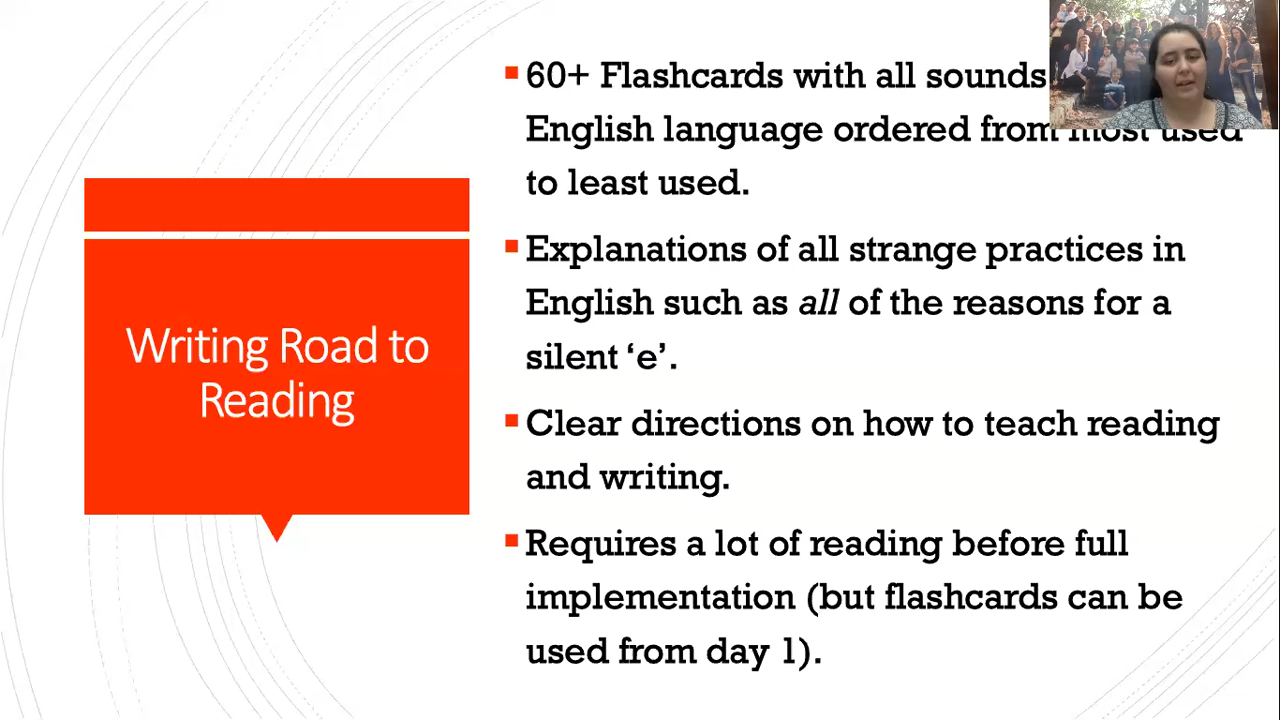 Writing Road to
Reading
60+ Flashcards with all sounds
English language ordered from most used
to least used.
Explanations of all strange practices in
English such as all of the reasons for a
silent ‘e’.
Clear directions on how to teach reading
and writing.
Requires a lot of reading before full
implementation (but flashcards can be
used from day 1).